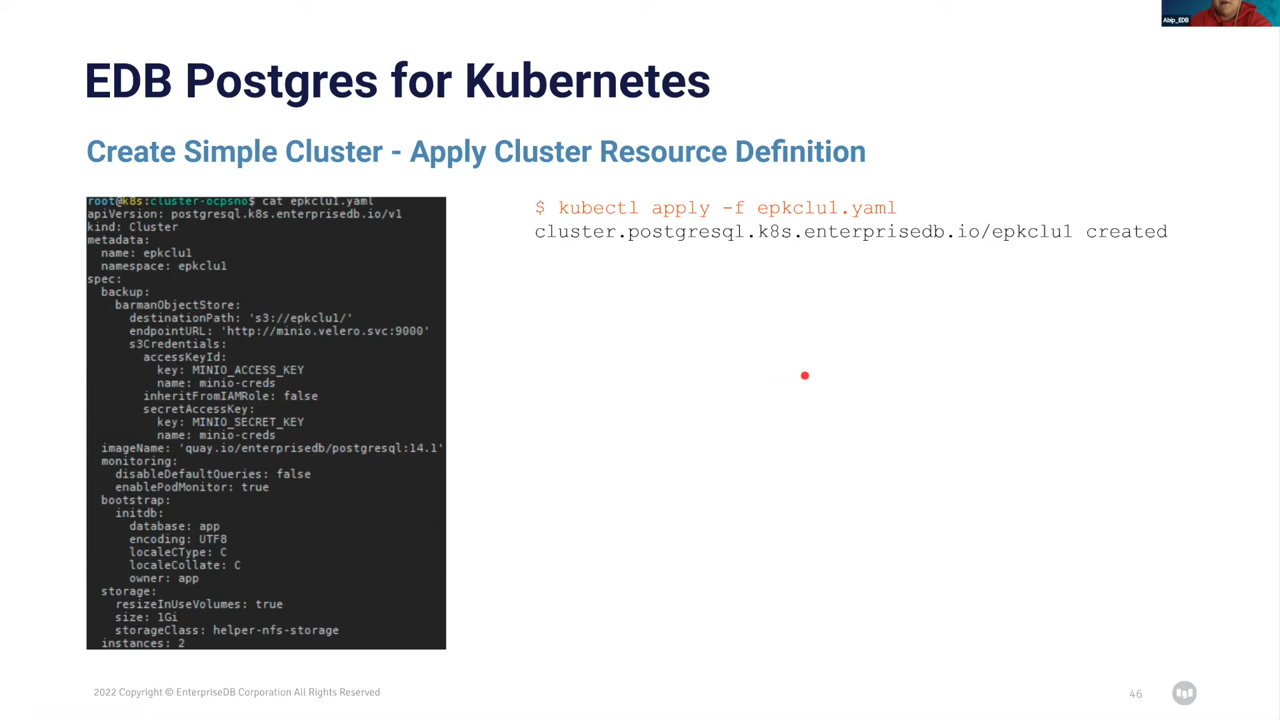 Abip_EDB
EDB Postgres for Kubernetes
Create Simple Cluster - Apply Cluster Resource Definition
root@k8s:cluster-ocpsno$ cat epkclu1.yaml
apiVersion: postgresql.k8s.enterprisedb.io/v1
kind: Cluster
metadata:
  name: epkclu1
  namespace: epkclu1
spec:
  backup:
    barmanObjectStore:
      destinationPath: 's3://epkclu1/'
      endpointURL: 'http://minio.velero.svc:9000'
      s3Credentials:
        accessKeyId:
          key: MINIO_ACCESS_KEY
          name: minio-creds
        inheritFromIAMRole: false
        secretAccessKey:
          key: MINIO_SECRET_KEY
          name: minio-creds
  imageName: 'quay.io/enterprisedb/postgresql:14.1'
  monitoring:
    disableDefaultQueries: false
    enablePodMonitor: true
  bootstrap:
    initdb:
      database: app
      encoding: UTF8
      localeCType: C
      localeCollate: C
      owner: app
  storage:
    resizeInUseVolumes: true
    size: 1Gi
    storageClass: helper-nfs-storage
  instances: 2
$ kubectl apply -f epkclu1.yaml
cluster.postgresql.k8s.enterprisedb.io/epkclu1 created
2022 Copyright © EnterpriseDB Corporation All Rights Reserved
46